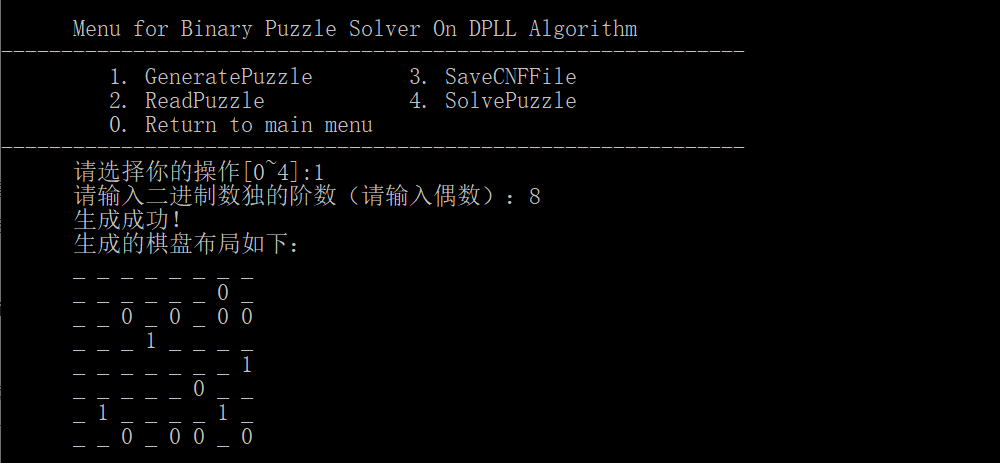 Menu for Binary Puzzle Solver On DPLL Algorithm
--------------------------------------------------------------
1. GeneratePuzzle 3. SaveCNFFile
2. ReadPuzzle 4. SolvePuzzle
0. Return to main menu
--------------------------------------------------------------
请选择你的操作[0~4]:1
请输入二进制数独的阶数（请输入偶数）：8
生成成功！
生成的棋盘布局如下：
_ _ _ _ _ _ _ _
_ _ _ _ _ _ 0 _
_ _ 0 _ 0 _ 0 0
_ _ _ 1 _ _ _ _
_ _ _ _ _ _ _ 1
_ _ _ _ _ 0 _ _
_ 1 _ _ _ _ 1 _
_ _ 0 _ 0 0 _ 0